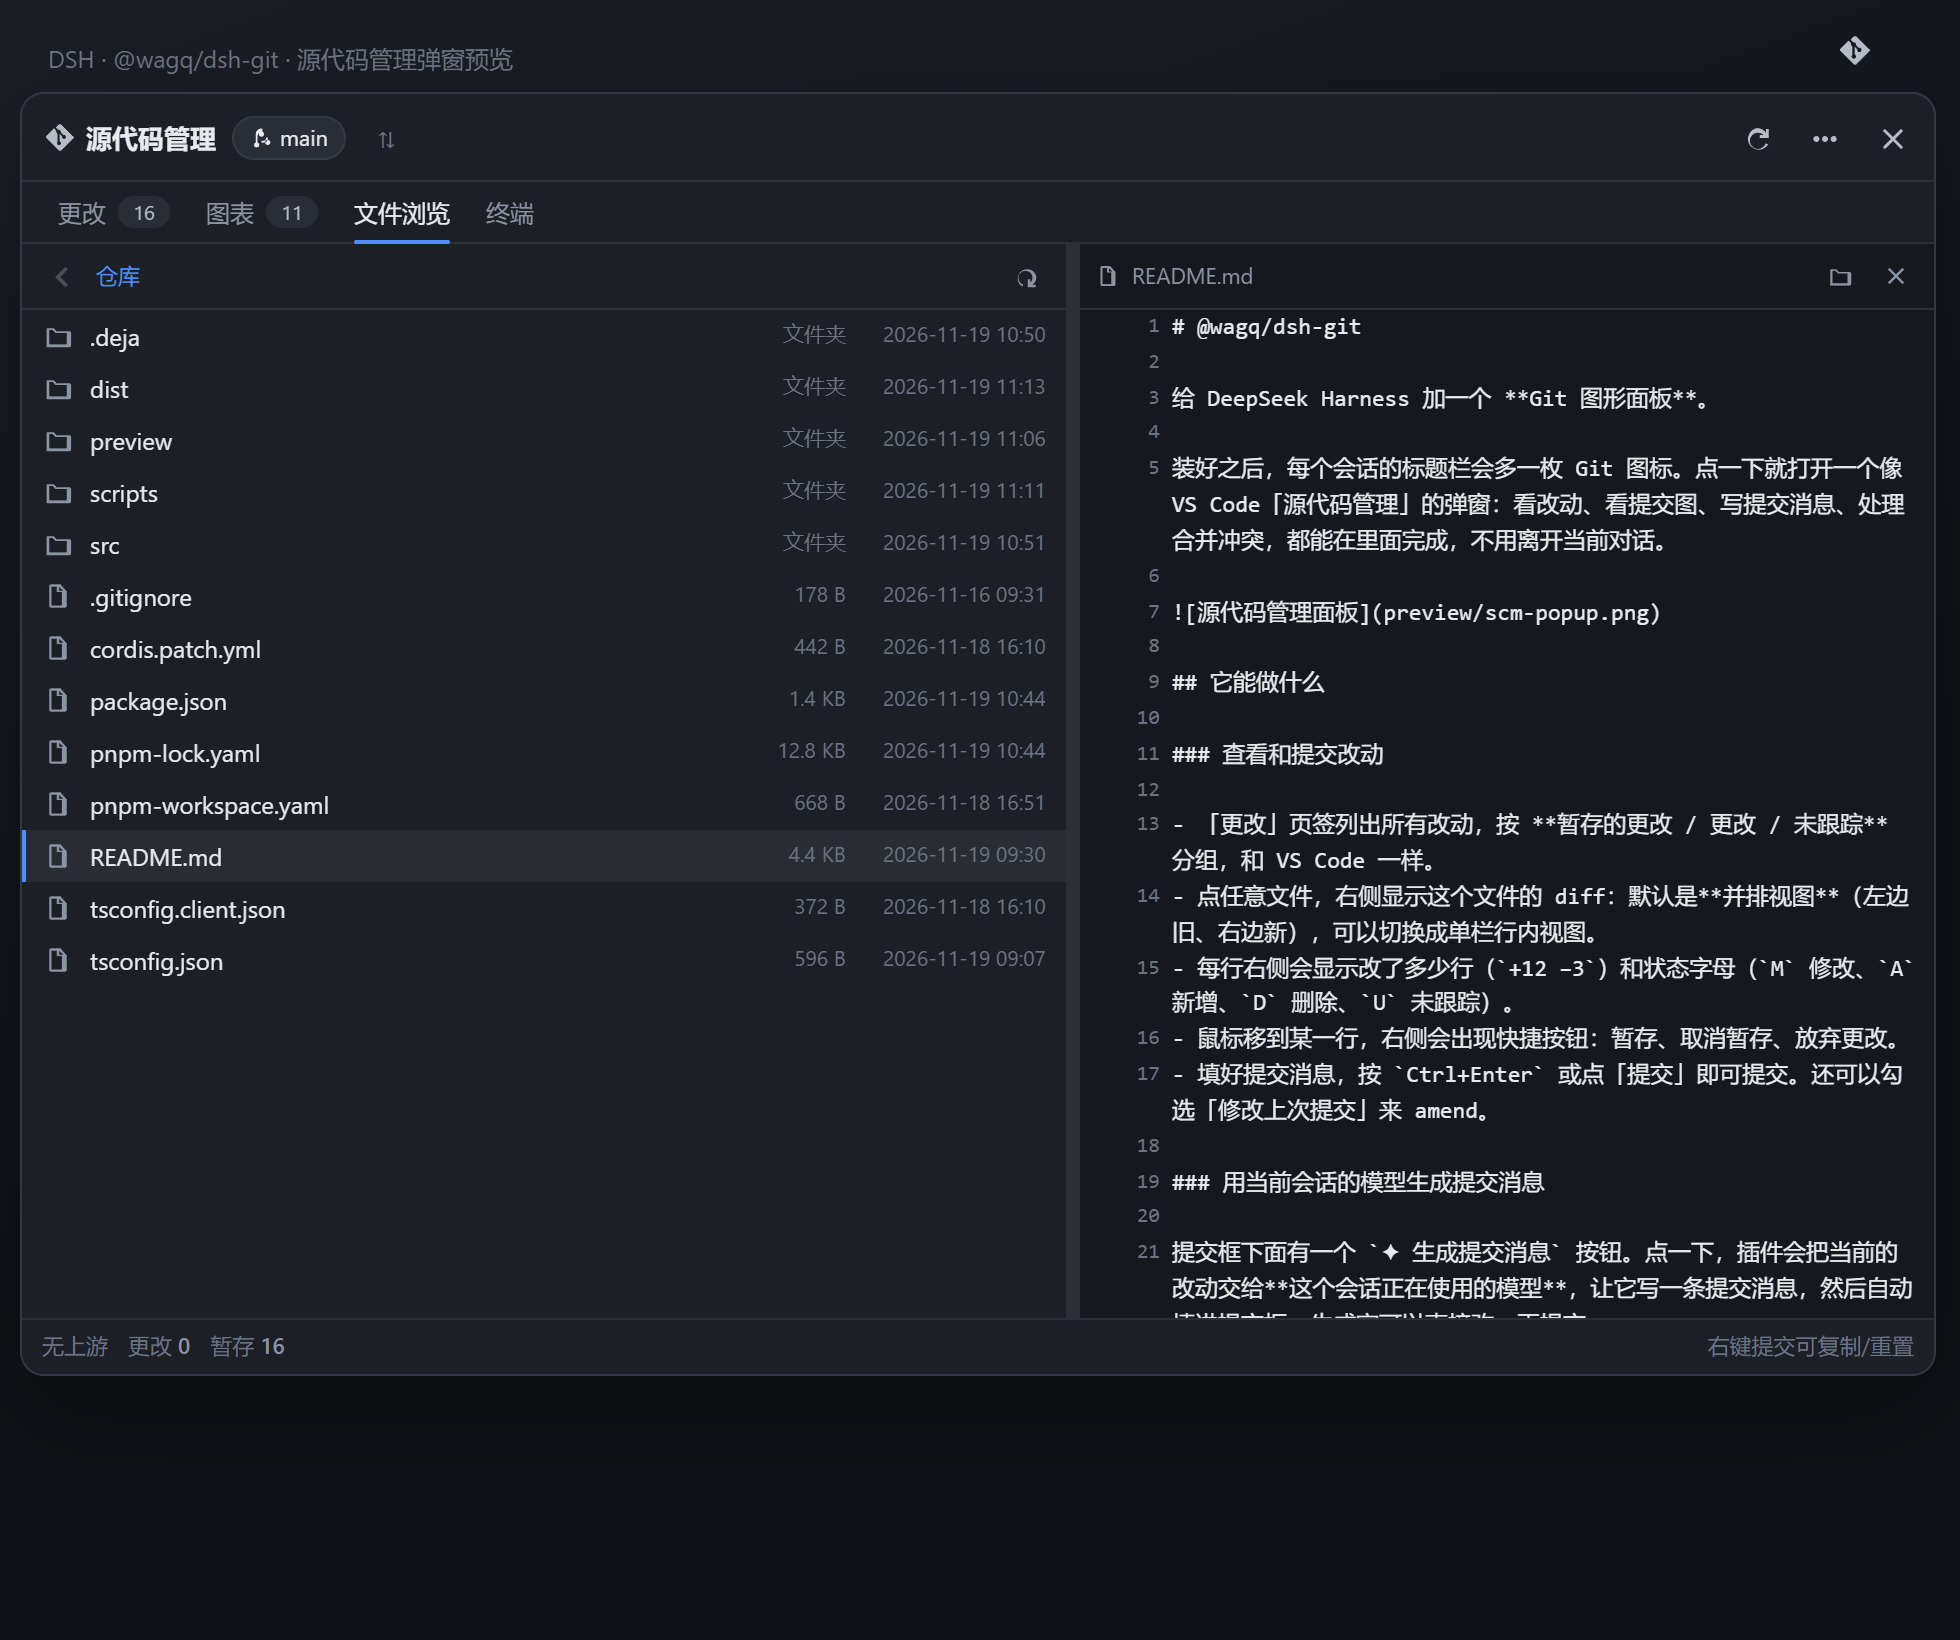 DSH · @wagq/dsh-git · 源代码管理弹窗预览
源代码管理 main
更改 16 图表 11 文件浏览 终端
仓库
.deja 文件夹 2026-11-19 10:50
dist 文件夹 2026-11-19 11:13
preview 文件夹 2026-11-19 11:06
scripts 文件夹 2026-11-19 11:11
src 文件夹 2026-11-19 10:51
.gitignore 178 B 2026-11-16 09:31
cordis.patch.yml 442 B 2026-11-18 16:10
package.json 1.4 KB 2026-11-19 10:44
pnpm-lock.yaml 12.8 KB 2026-11-19 10:44
pnpm-workspace.yaml 668 B 2026-11-18 16:51
README.md 4.4 KB 2026-11-19 09:30
tsconfig.client.json 372 B 2026-11-18 16:10
tsconfig.json 596 B 2026-11-19 09:07
README.md
1 # @wagq/dsh-git
2
3 给 DeepSeek Harness 加一个 **Git 图形面板**。
4
5 装好之后，每个会话的标题栏会多一枚 Git 图标。点一下就打开一个像
VS Code「源代码管理」的弹窗：看改动、看提交图、写提交消息、处理
合并冲突，都能在里面完成，不用离开当前对话。
6
7 ![源代码管理面板](preview/scm-popup.png)
8
9 ## 它能做什么
10
11 ### 查看和提交改动
12
13 - 「更改」页签列出所有改动，按 **暂存的更改 / 更改 / 未跟踪**
分组，和 VS Code 一样。
14 - 点任意文件，右侧显示这个文件的 diff：默认是**并排视图**（左边
旧、右边新），可以切换成单栏行内视图。
15 - 每行右侧会显示改了多少行（`+12 −3`）和状态字母（`M` 修改、`A`
新增、`D` 删除、`U` 未跟踪）。
16 - 鼠标移到某一行，右侧会出现快捷按钮：暂存、取消暂存、放弃更改。
17 - 填好提交消息，按 `Ctrl+Enter` 或点「提交」即可提交。还可以勾
选「修改上次提交」来 amend。
18
19 ### 用当前会话的模型生成提交消息
20
21 提交框下面有一个 `✦ 生成提交消息` 按钮。点一下，插件会把当前的
改动交给**这个会话正在使用的模型**，让它写一条提交消息，然后自动
无上游 更改 0 暂存 16 右键提交可复制/重置